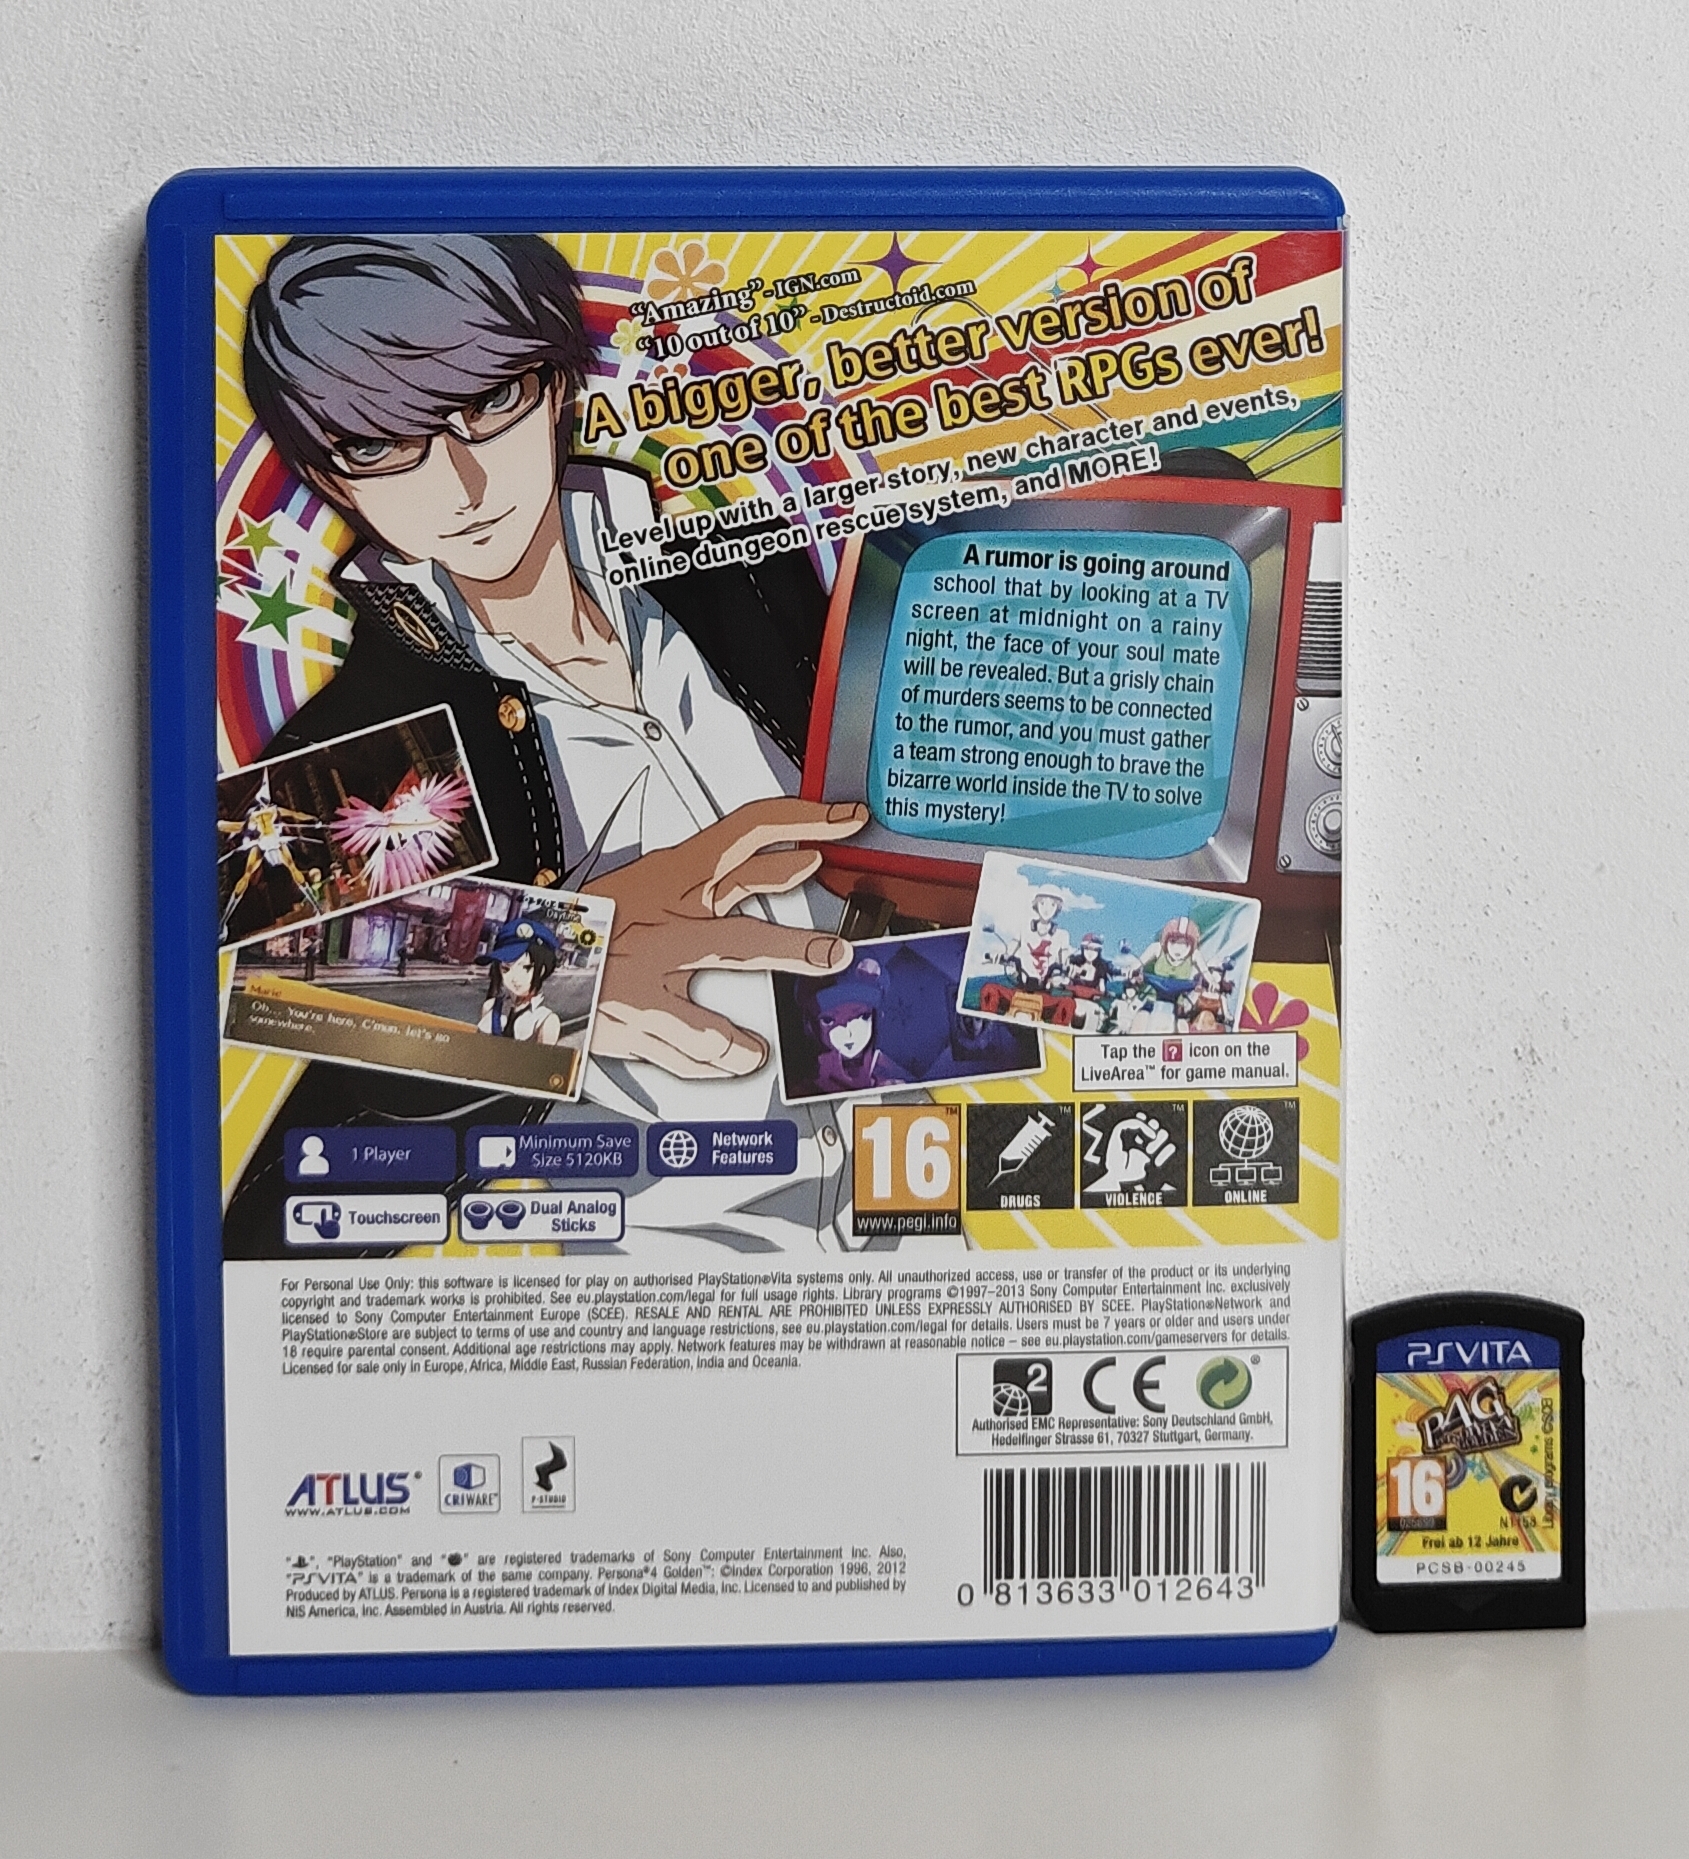 “Amazing”-IGN.com
“10 out of 10”-Destructoid.com
A bigger, better version of
one of the best RPGs ever!
Level up with a larger story, new character and events,
online dungeon rescue system, and MORE!
A rumor is going around
school that by looking at a TV
screen at midnight on a rainy
night, the face of your soul mate
will be revealed. But a grisly chain
of murders seems to be connected
to the rumor, and you must gather
a team strong enough to brave the
bizarre world inside the TV to solve
this mystery!
Daytime
Marie
Oh... You're here. C'mon, let's go
somewhere.
Tap the ? icon on the
LiveArea™ for game manual.
1 Player
Minimum Save
Size 5120KB
Network
Features
Touchscreen
Dual Analog
Sticks
16
www.pegi.info
DRUGS
VIOLENCE
ONLINE
For Personal Use Only: this software is licensed for play on authorised PlayStation®Vita systems only. All unauthorized access, use or transfer of the product or its underlying
copyright and trademark works is prohibited. See eu.playstation.com/legal for full usage rights. Library programs ©1997-2013 Sony Computer Entertainment Inc. exclusively
licensed to Sony Computer Entertainment Europe (SCEE). RESALE AND RENTAL ARE PROHIBITED UNLESS EXPRESSLY AUTHORISED BY SCEE. PlayStation®Network and
PlayStation®Store are subject to terms of use and country and language restrictions, see eu.playstation.com/legal for details. Users must be 7 years or older and users under
18 require parental consent. Additional age restrictions may apply. Network features may be withdrawn at reasonable notice – see eu.playstation.com/gameservers for details.
Licensed for sale only in Europe, Africa, Middle East, Russian Federation, India and Oceania.
2 CE ®
Authorised EMC Representative: Sony Deutschland GmbH,
Hedelfinger Strasse 61, 70327 Stuttgart, Germany.
ATLUS®
WWW.ATLUS.COM
CRIWARE™
P-STUDIO
"", "PlayStation" and "" are registered trademarks of Sony Computer Entertainment Inc. Also,
"PSVITA" is a trademark of the same company. Persona®4 Golden™: ©Index Corporation 1996, 2012
Produced by ATLUS. Persona is a registered trademark of Index Digital Media, Inc. Licensed to and published by
NIS America, Inc. Assembled in Austria. All rights reserved.
0 813633 012643
PSVITA
P4G
16
N1158
Library programs ©SCEI
Frei ab 12 Jahre
PCSB-00245